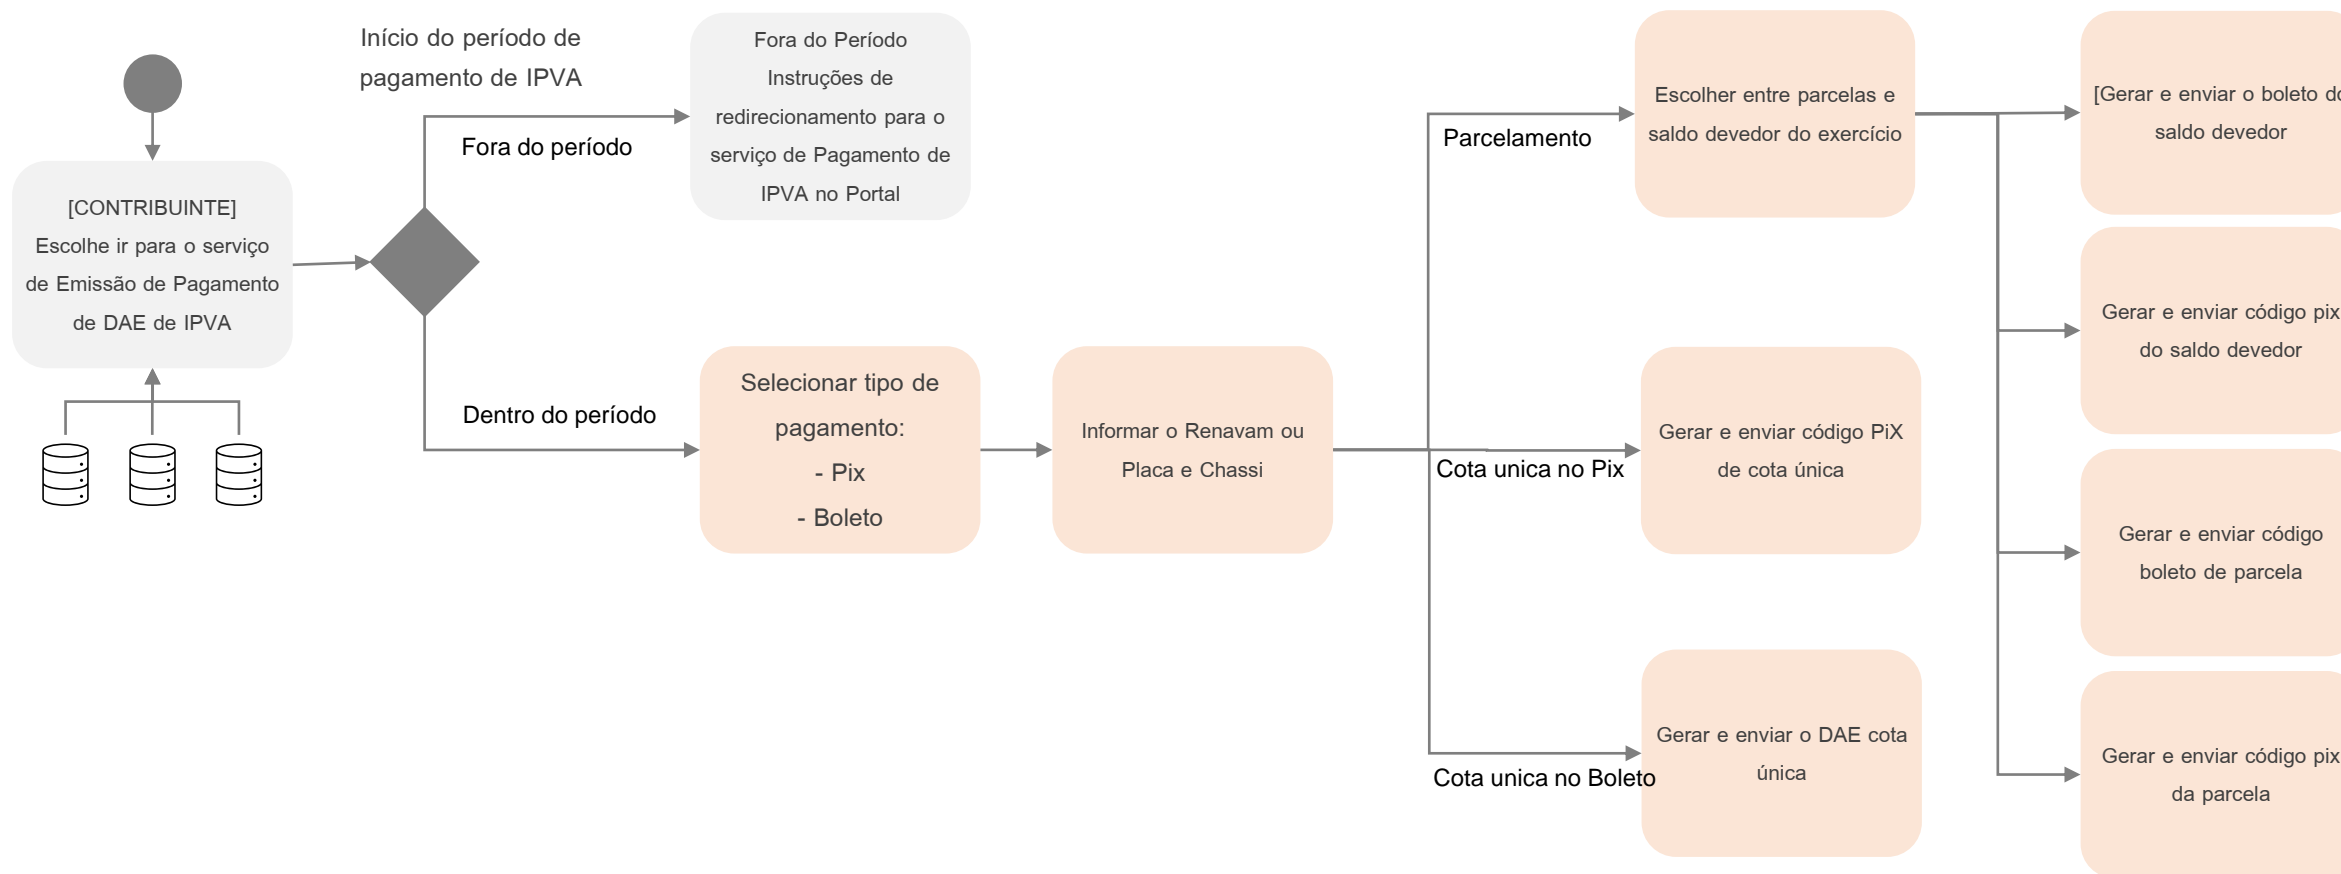 Início do período de
pagamento de IPVA
[CONTRIBUINTE]
Escolhe ir para o serviço
de Emissão de Pagamento
de DAE de IPVA
Fora do período
Fora do Período
Instruções de
redirecionamento para o
serviço de Pagamento de
IPVA no Portal
Dentro do período
Selecionar tipo de
pagamento:
- Pix
- Boleto
Informar o Renavam ou
Placa e Chassi
Parcelamento
Escolher entre parcelas e
saldo devedor do exercício
Cota unica no Pix
Gerar e enviar código PiX
de cota única
Cota unica no Boleto
Gerar e enviar o DAE cota
única
[Gerar e enviar o boleto do
saldo devedor
Gerar e enviar código pix
do saldo devedor
Gerar e enviar código
boleto de parcela
Gerar e enviar código pix
da parcela